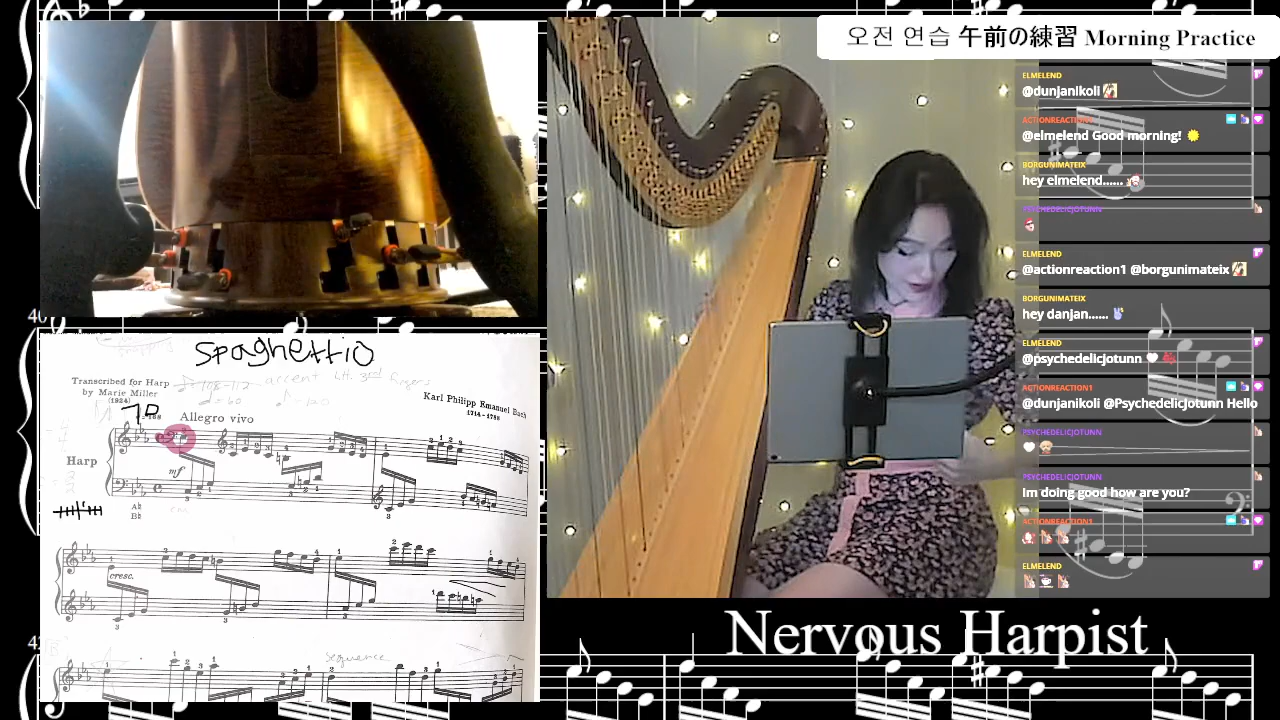 오전 연습 午前の練習 Morning Practice
Spaghettio
Transcribed for Harp
by Marie Miller
(1924)
accent L.H. 3rd fingers
Karl Philipp Emanuel Bach
1714-1788
Allegro vivo
Harp
mf
cresc.
sequence
ELMELEND
@dunjanikoli
ACTIONREACTION1
@elmelend Good morning!
BORGUNIMATEIX
hey elmelend......
PSYCHEDELICJOTUNN
ELMELEND
@actionreaction1 @borgunimateix
BORGUNIMATEIX
hey danjan......
ELMELEND
@psychedelicjotunn
ACTIONREACTION1
@dunjanikoli @PsychedelicJotunn Hello
PSYCHEDELICJOTUNN
PSYCHEDELICJOTUNN
Im doing good how are you?
ACTIONREACTION1
ELMELEND
Nervous Harpist